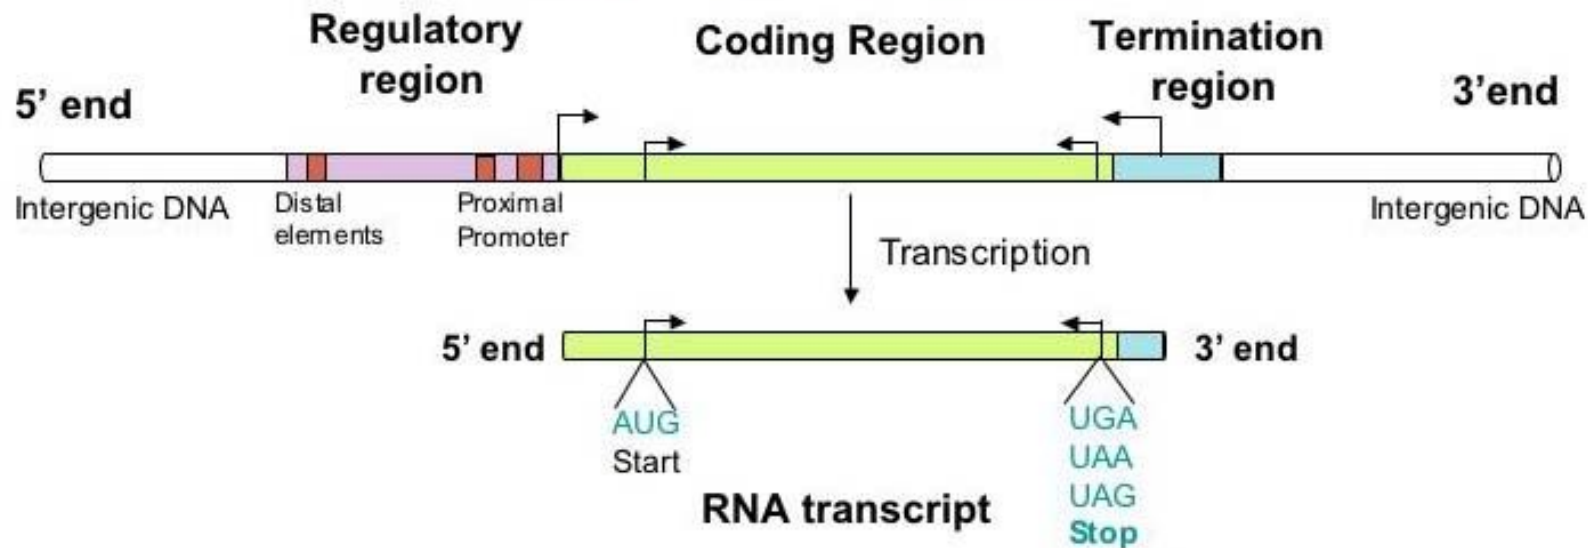 Regulatory
region
Coding Region
Termination
region
5' end
3'end
Intergenic DNA
Distal
elements
Proximal
Promoter
Intergenic DNA
Transcription
5' end
3' end
AUG
Start
UGA
UAA
UAG
Stop
RNA transcript